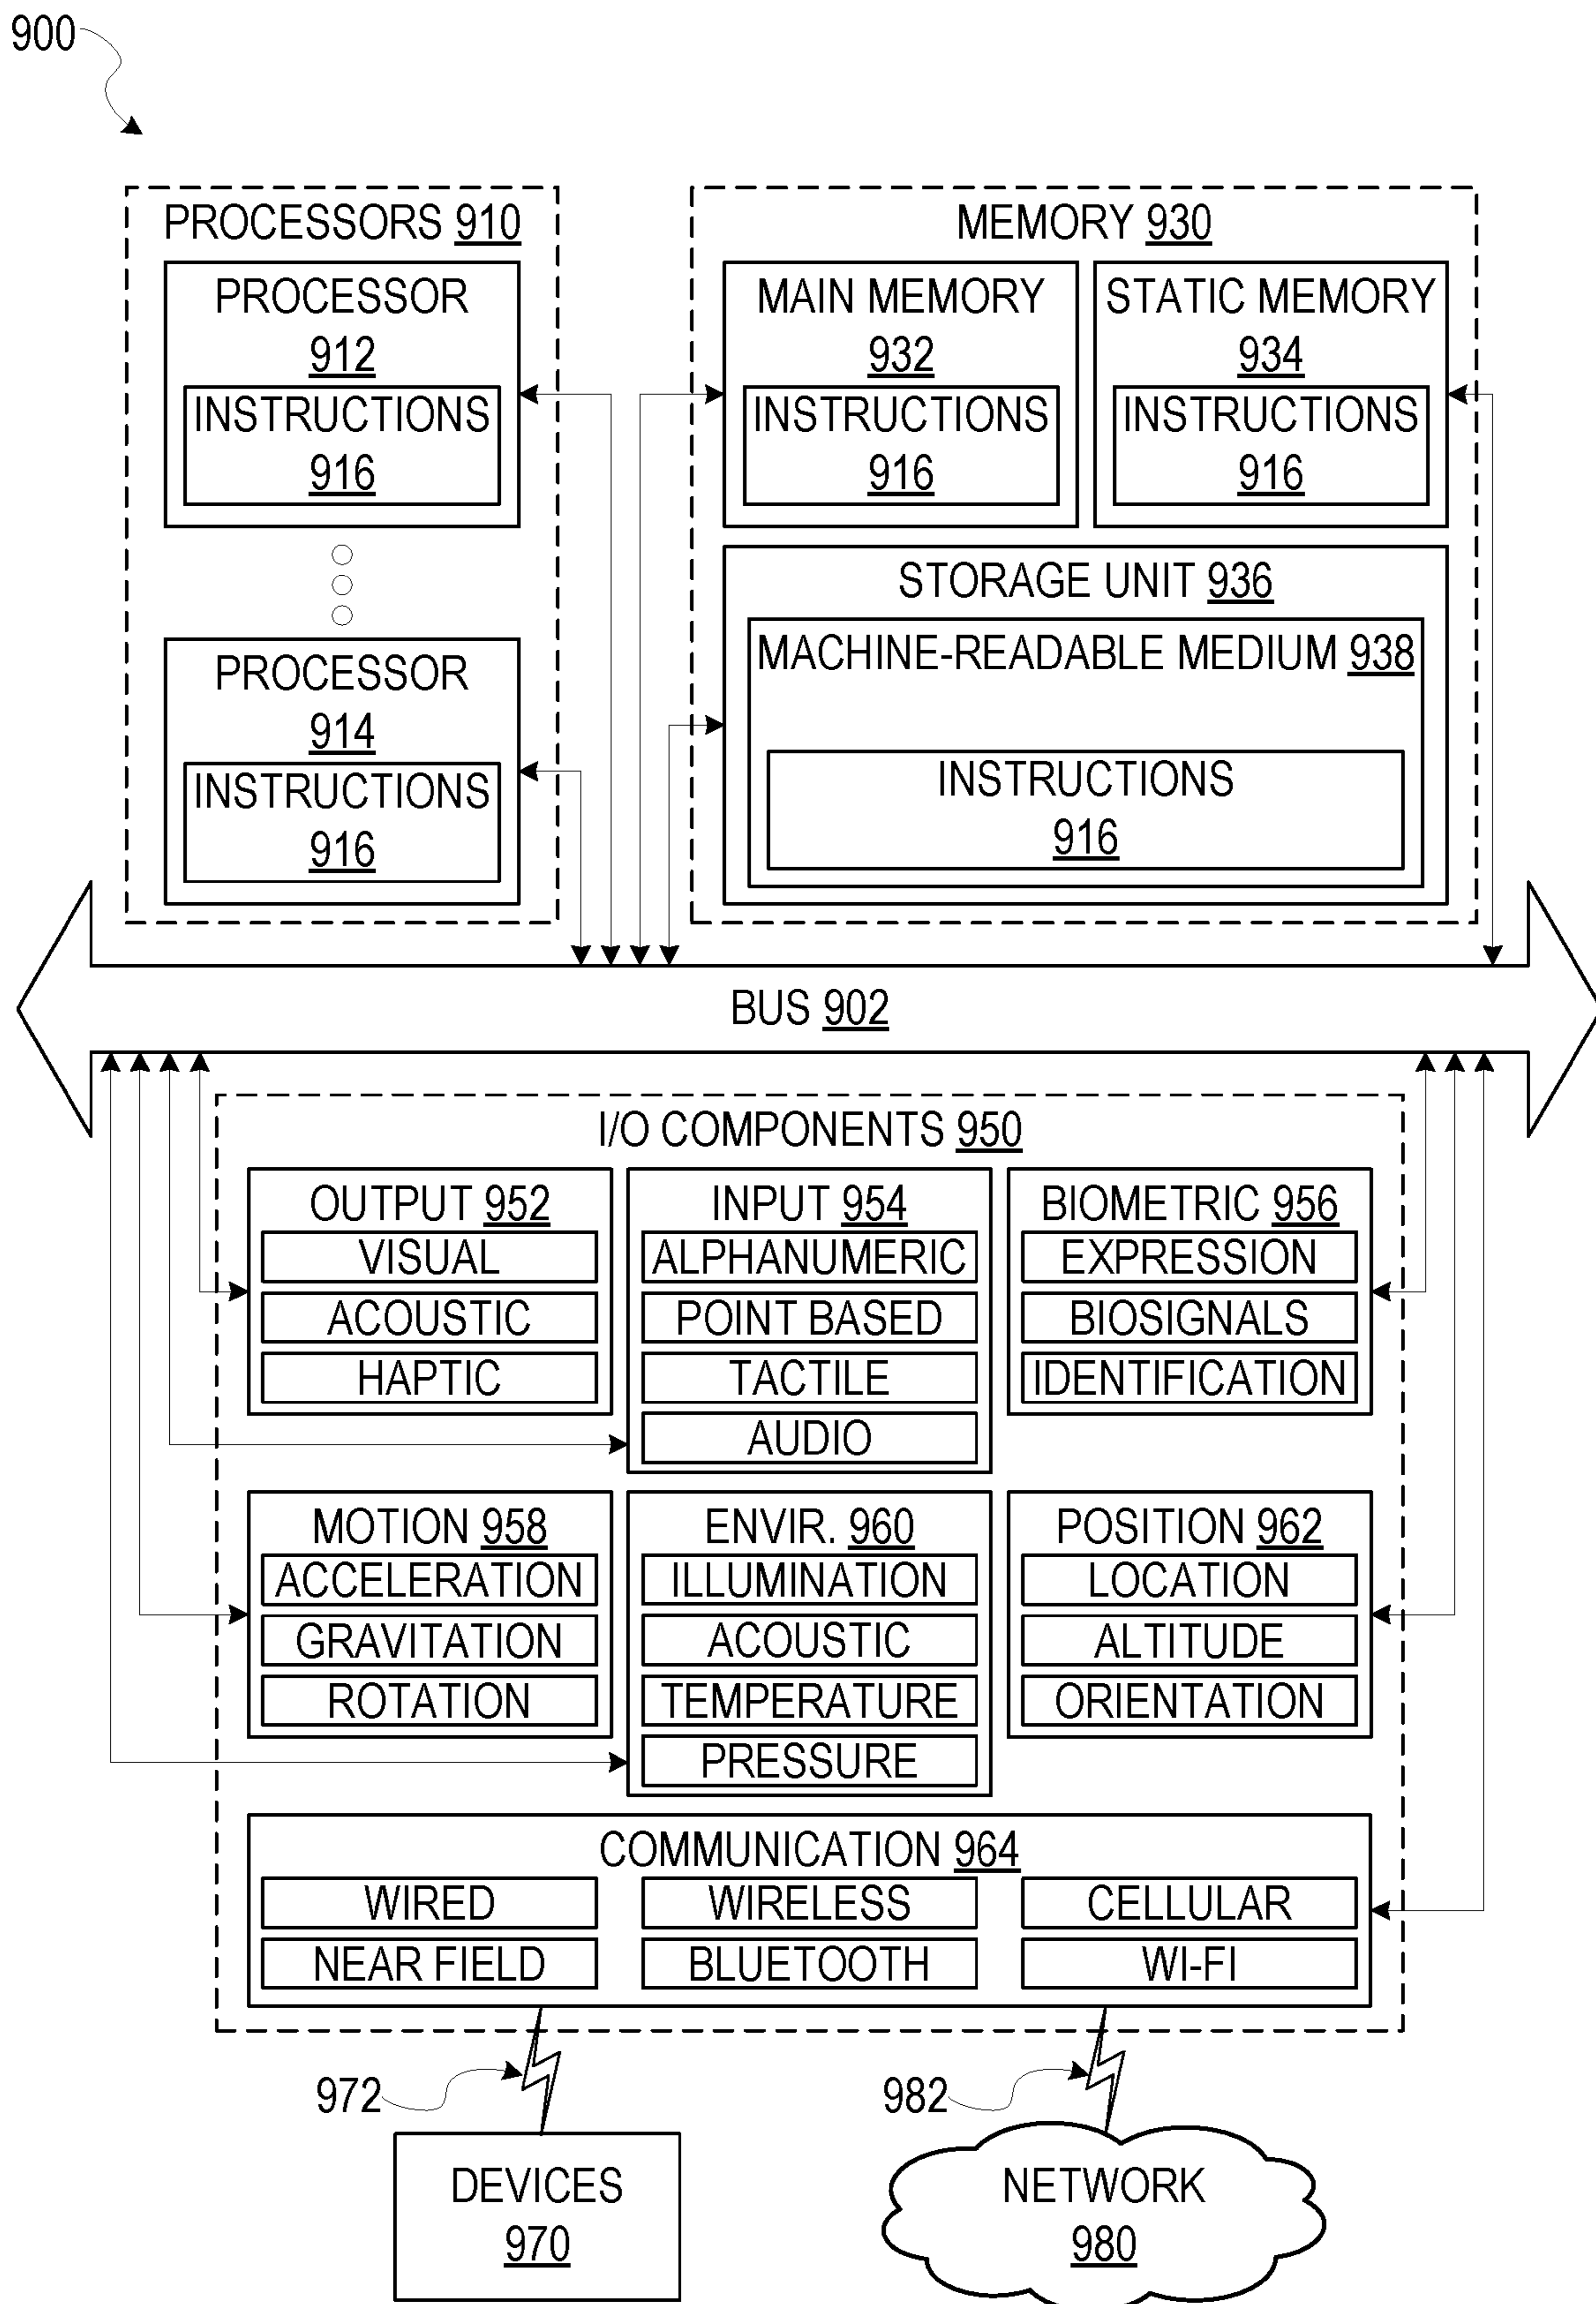 900
PROCESSORS 910
PROCESSOR
912
INSTRUCTIONS
916
PROCESSOR
914
INSTRUCTIONS
916
MEMORY 930
MAIN MEMORY
932
INSTRUCTIONS
916
STATIC MEMORY
934
INSTRUCTIONS
916
STORAGE UNIT 936
MACHINE-READABLE MEDIUM 938
INSTRUCTIONS
916
BUS 902
I/O COMPONENTS 950
OUTPUT 952
VISUAL
ACOUSTIC
HAPTIC
INPUT 954
ALPHANUMERIC
POINT BASED
TACTILE
AUDIO
BIOMETRIC 956
EXPRESSION
BIOSIGNALS
IDENTIFICATION
MOTION 958
ACCELERATION
GRAVITATION
ROTATION
ENVIR. 960
ILLUMINATION
ACOUSTIC
TEMPERATURE
PRESSURE
POSITION 962
LOCATION
ALTITUDE
ORIENTATION
COMMUNICATION 964
WIRED
WIRELESS
CELLULAR
NEAR FIELD
BLUETOOTH
WI-FI
972
982
DEVICES
970
NETWORK
980